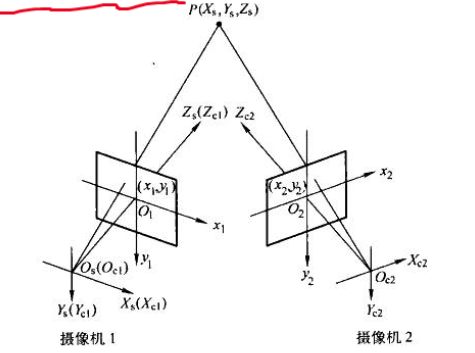 P(Xs,Ys,Zs)
Zs(Zc1) Zc2
(x1,y1) (x2,y2) x2
O1 O2
x1
y1 y2
Os(Oc1) Oc2 Xc2
Xs(Xc1)
Ys(Yc1) Yc2
摄像机 1 摄像机 2